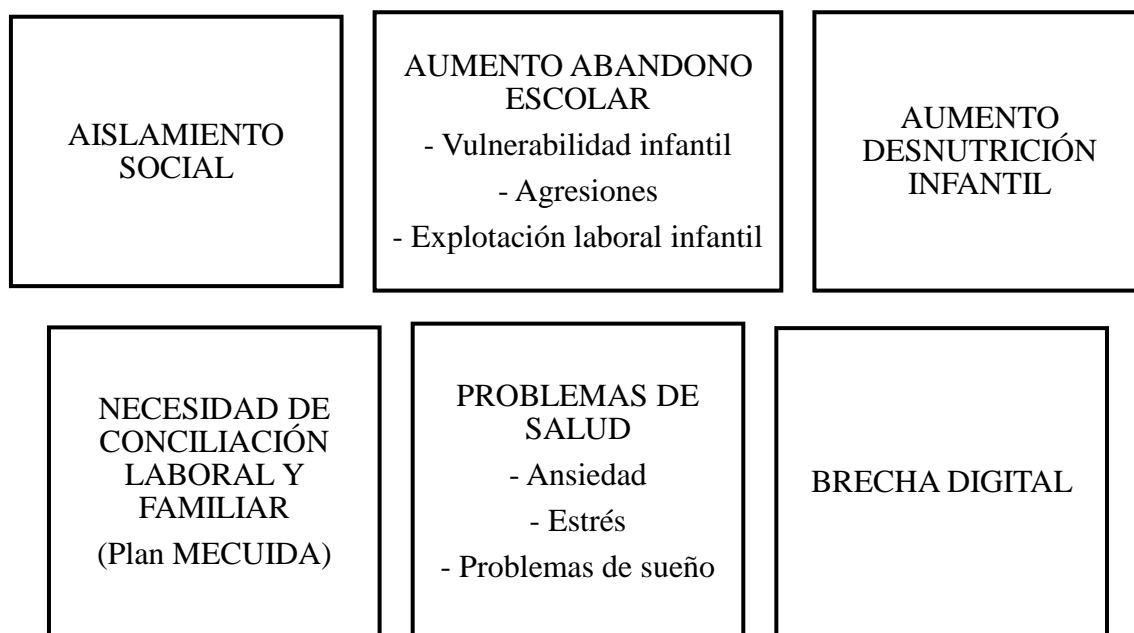 AISLAMIENTO
SOCIAL
AUMENTO ABANDONO
ESCOLAR
- Vulnerabilidad infantil
- Agresiones
- Explotación laboral infantil
AUMENTO
DESNUTRICIÓN
INFANTIL
NECESIDAD DE
CONCILIACIÓN
LABORAL Y
FAMILIAR
(Plan MECUIDA)
PROBLEMAS DE
SALUD
- Ansiedad
- Estrés
- Problemas de sueño
BRECHA DIGITAL